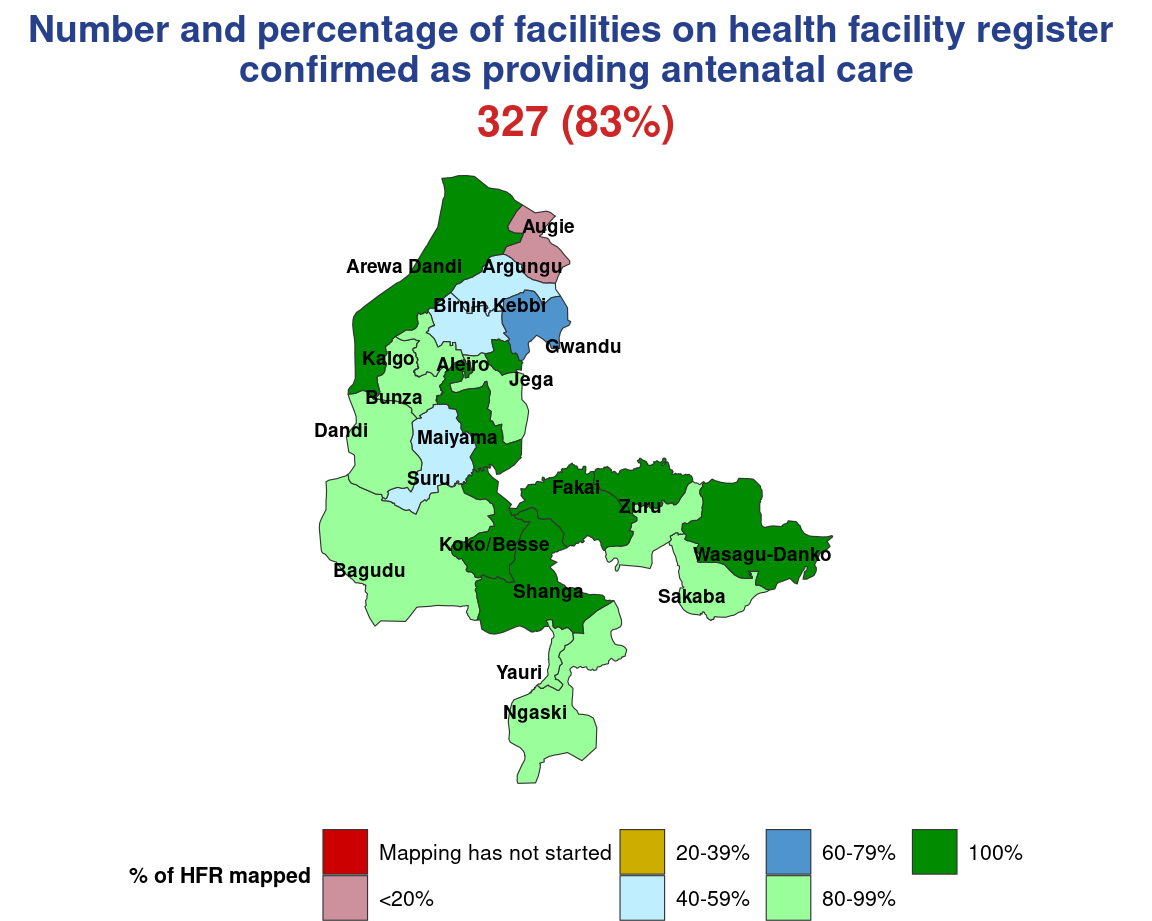 Number and percentage of facilities on health facility register
confirmed as providing antenatal care
327 (83%)
Augie
Arewa Dandi
Argungu
Birnin Kebbi
Gwandu
Kalgo
Aleiro
Jega
Bunza
Dandi
Maiyama
Suru
Fakai
Zuru
Koko/Besse
Wasagu-Danko
Bagudu
Shanga
Sakaba
Yauri
Ngaski
% of HFR mapped
Mapping has not started
<20%
20-39%
40-59%
60-79%
80-99%
100%